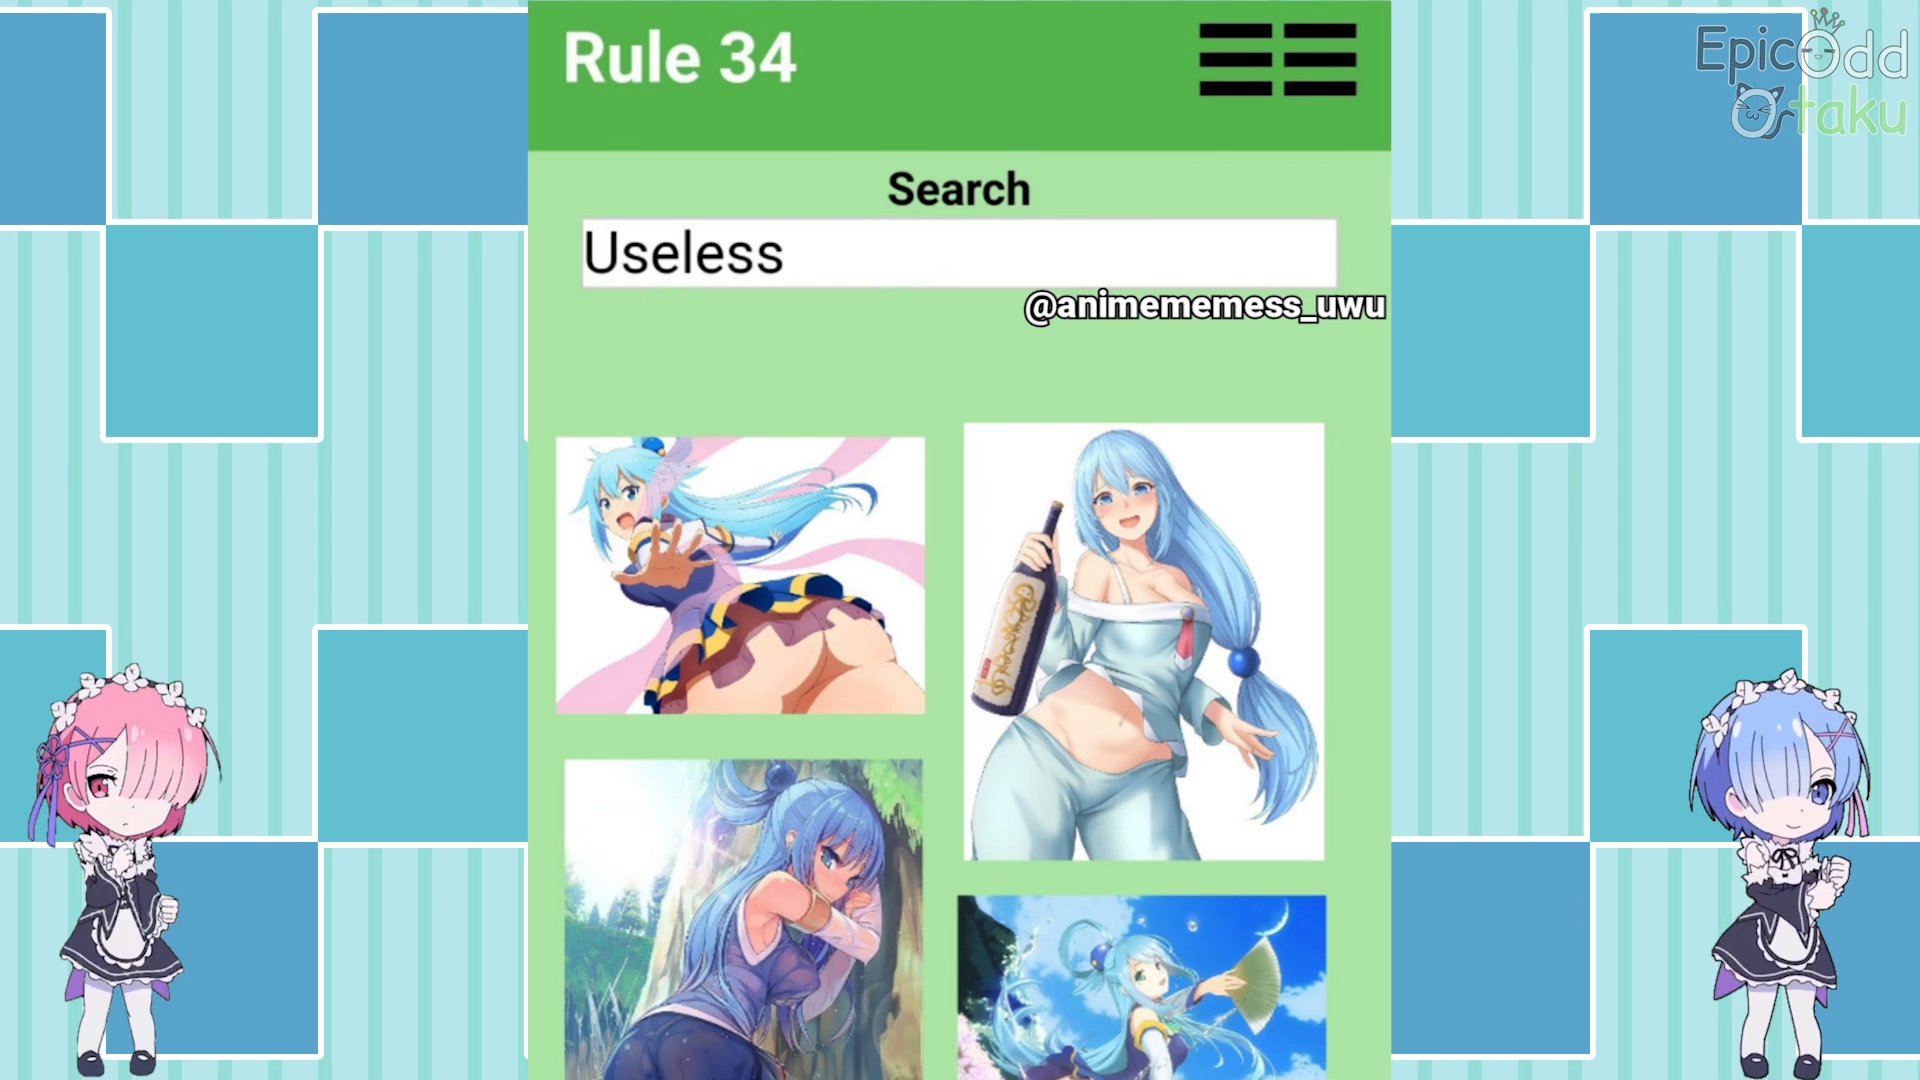 Rule 34
EpicOdd
Otaku
Search
Useless
@animememess_uwu